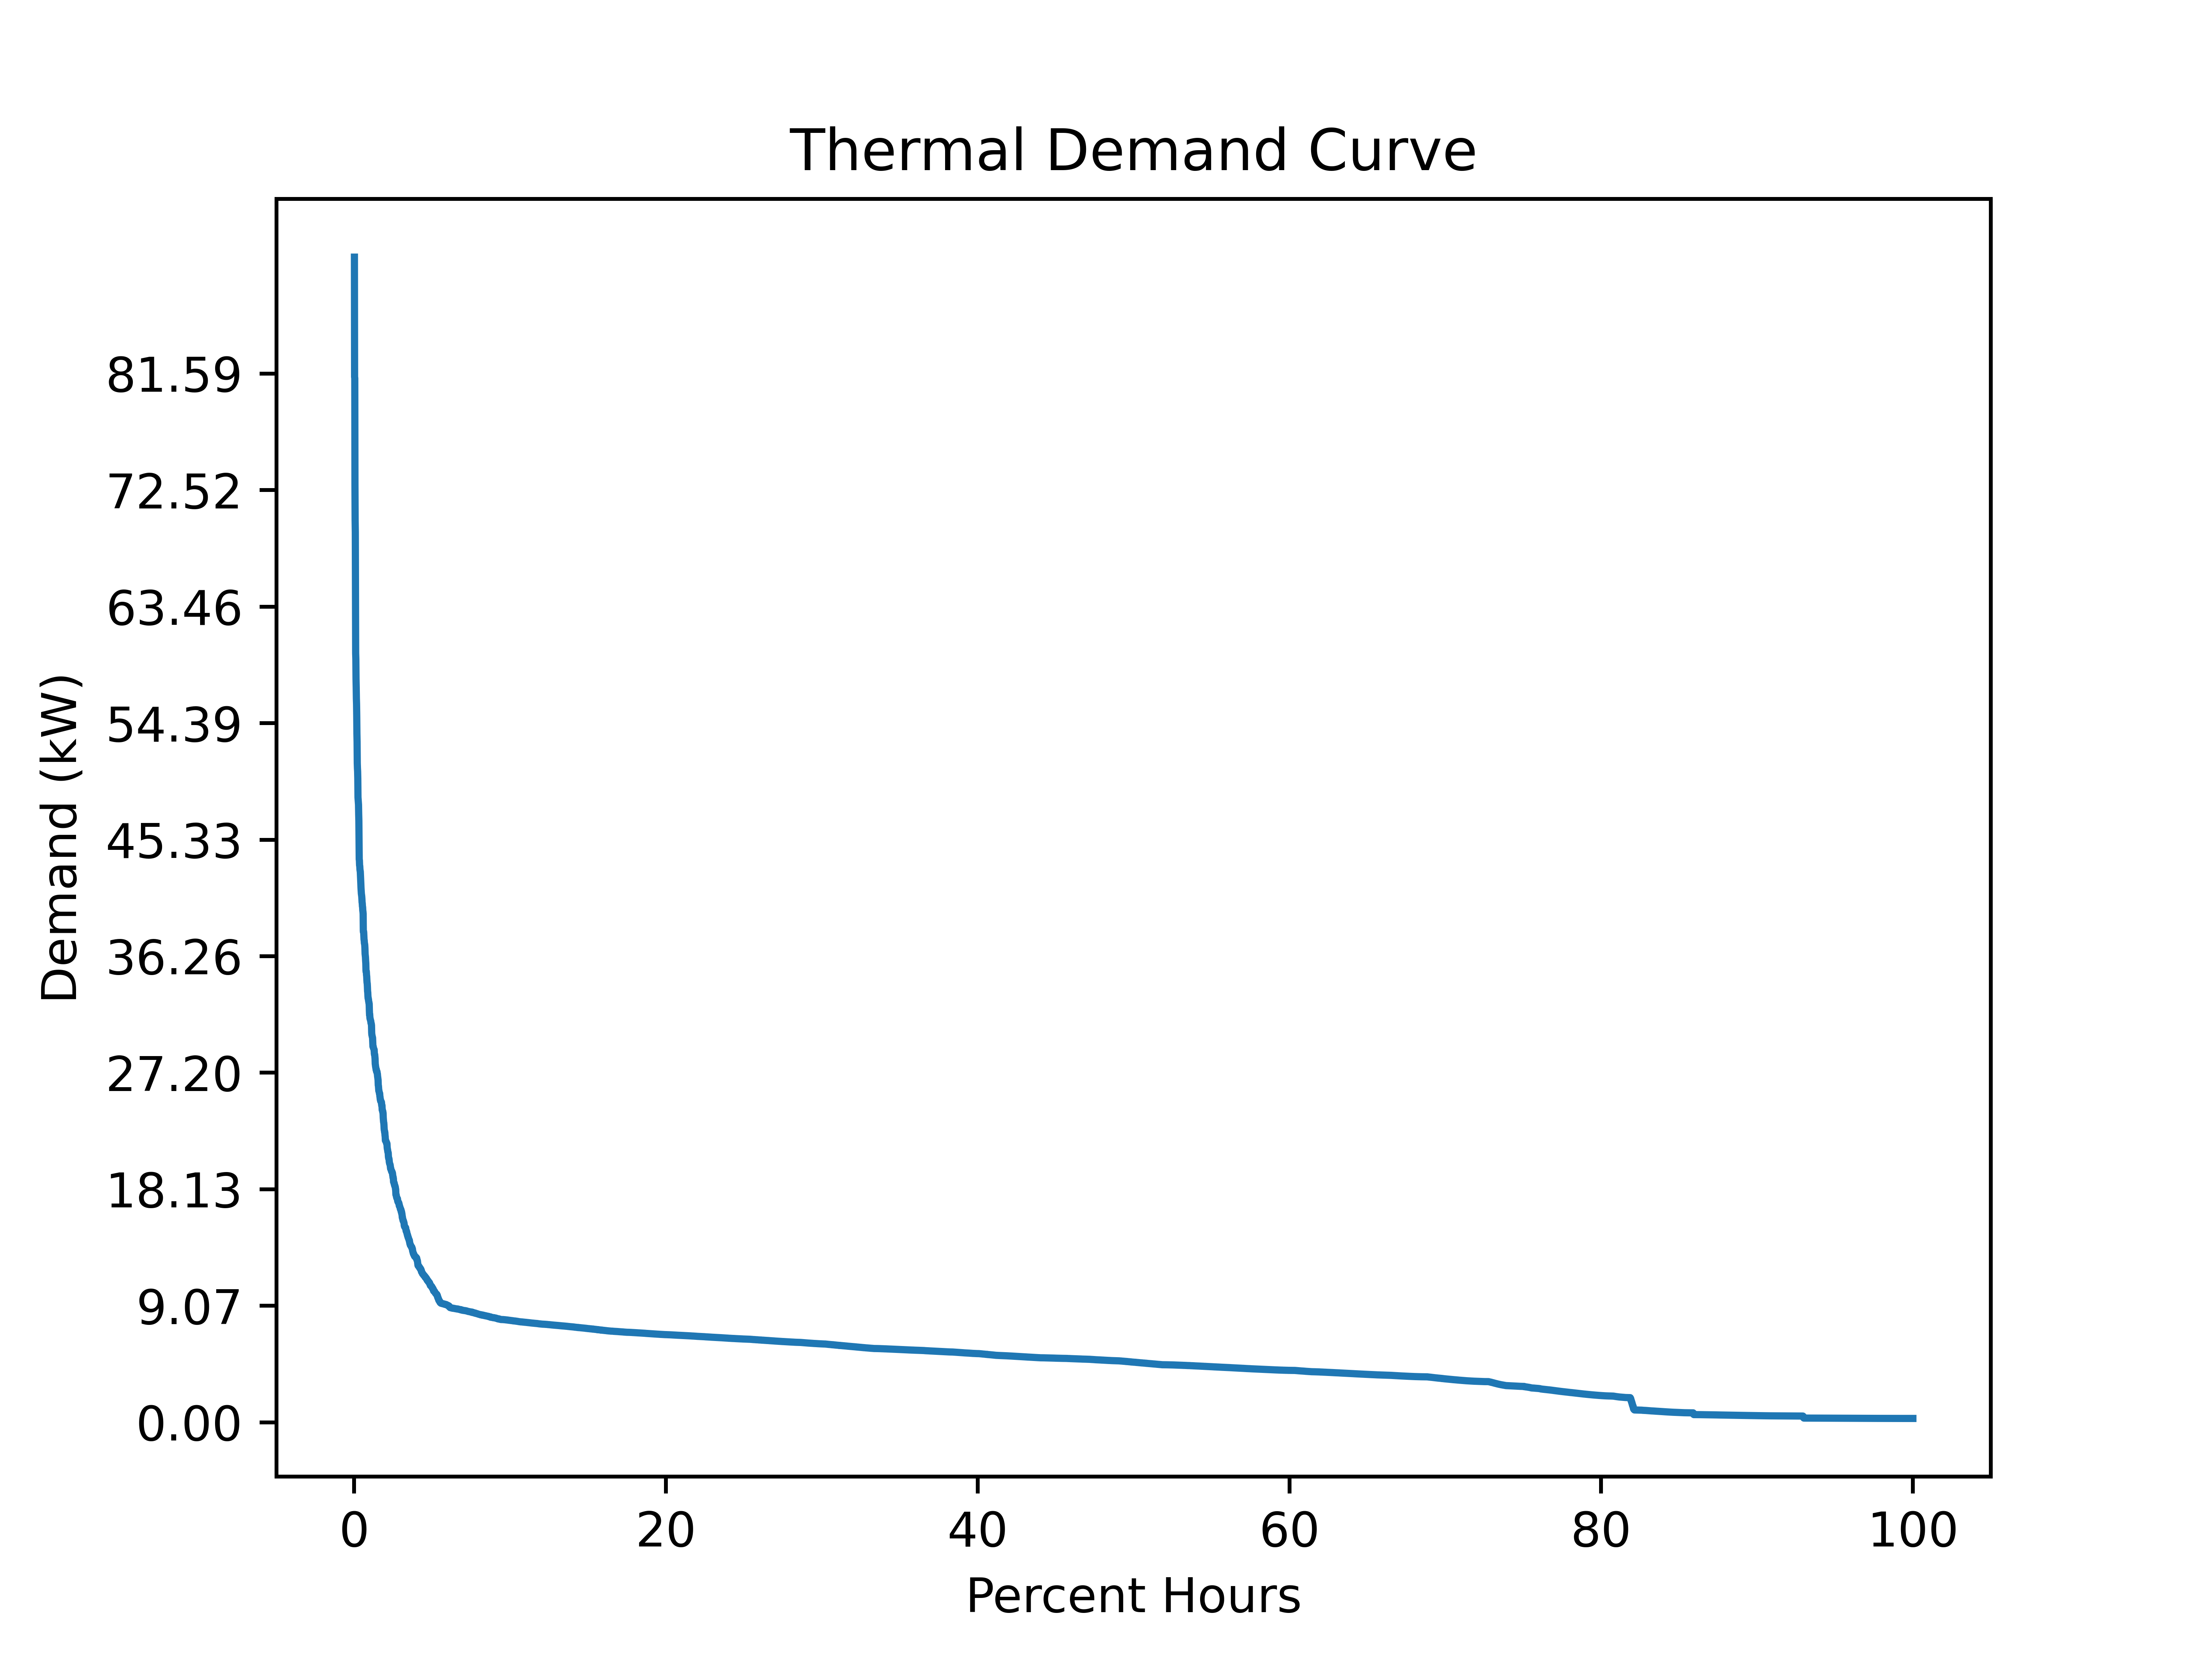 Thermal Demand Curve
Demand (kW)
81.59
72.52
63.46
54.39
45.33
36.26
27.20
18.13
9.07
0.00
0 20 40 60 80 100
Percent Hours